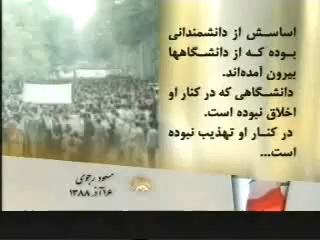 اساسش از دانشمندانی
بوده که از دانشگاهها
بیرون آمده‌اند.
دانشگاهی که در کنار او
اخلاق نبوده است.
در کنار او تهذیب نبوده
است...
مسعود رجوی
۱۶آذر ۱۳۸۸